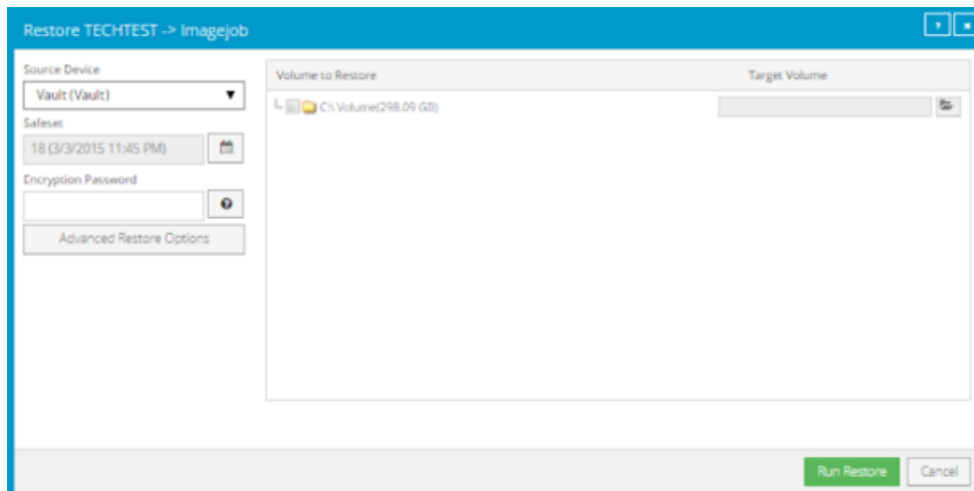 Restore TECHTEST -> Imagejob
Source Device
Vault (Vault)
Safeset
18 (3/3/2015 11:45 PM)
Encryption Password
Advanced Restore Options
Volume to Restore
Target Volume
C:\ Volume(298.09 GB)
Run Restore
Cancel